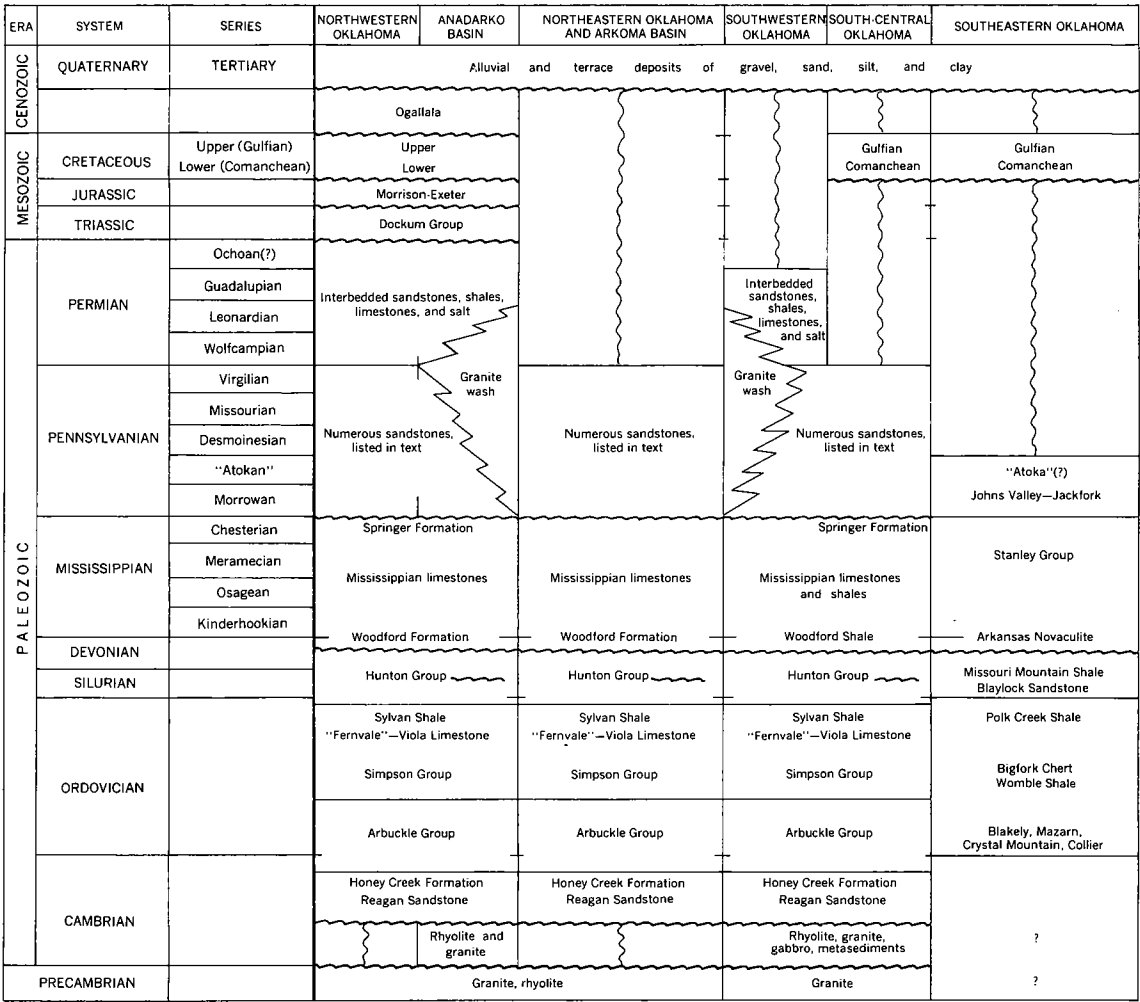 ERA
SYSTEM
SERIES
NORTHWESTERN
OKLAHOMA
ANADARKO
BASIN
NORTHEASTERN OKLAHOMA
AND ARKOMA BASIN
SOUTHWESTERN
OKLAHOMA
SOUTH-CENTRAL
OKLAHOMA
SOUTHEASTERN OKLAHOMA
CENOZOIC
QUATERNARY
TERTIARY
Alluvial and terrace deposits of gravel, sand, silt, and clay
Ogallala
MESOZOIC
CRETACEOUS
Upper (Gulfian)
Lower (Comanchean)
Upper
Lower
Gulfian
Comanchean
Gulfian
Comanchean
JURASSIC
Morrison-Exeter
TRIASSIC
Dockum Group
PALEOZOIC
PERMIAN
Ochoan(?)
Guadalupian
Leonardian
Wolfcampian
Interbedded sandstones, shales,
limestones, and salt
Interbedded
sandstones,
shales,
limestones,
and salt
PENNSYLVANIAN
Virgilian
Missourian
Desmoinesian
"Atokan"
Morrowan
Granite
wash
Numerous sandstones,
listed in text
Numerous sandstones,
listed in text
Granite
wash
Numerous sandstones,
listed in text
"Atoka"(?)
Johns Valley—Jackfork
MISSISSIPPIAN
Chesterian
Meramecian
Osagean
Kinderhookian
Springer Formation
Mississippian limestones
Mississippian limestones
Springer Formation
Mississippian limestones
and shales
Stanley Group
Woodford Formation
Woodford Formation
Woodford Shale
Arkansas Novaculite
DEVONIAN
SILURIAN
Hunton Group
Hunton Group
Hunton Group
Missouri Mountain Shale
Blaylock Sandstone
ORDOVICIAN
Sylvan Shale
"Fernvale"—Viola Limestone
Simpson Group
Arbuckle Group
Sylvan Shale
"Fernvale"—Viola Limestone
Simpson Group
Arbuckle Group
Sylvan Shale
"Fernvale"—Viola Limestone
Simpson Group
Arbuckle Group
Polk Creek Shale
Bigfork Chert
Womble Shale
Blakely, Mazarn,
Crystal Mountain, Collier
CAMBRIAN
Honey Creek Formation
Reagan Sandstone
Rhyolite and
granite
Honey Creek Formation
Reagan Sandstone
Honey Creek Formation
Reagan Sandstone
Rhyolite, granite,
gabbro, metasediments
?
PRECAMBRIAN
Granite, rhyolite
Granite
?